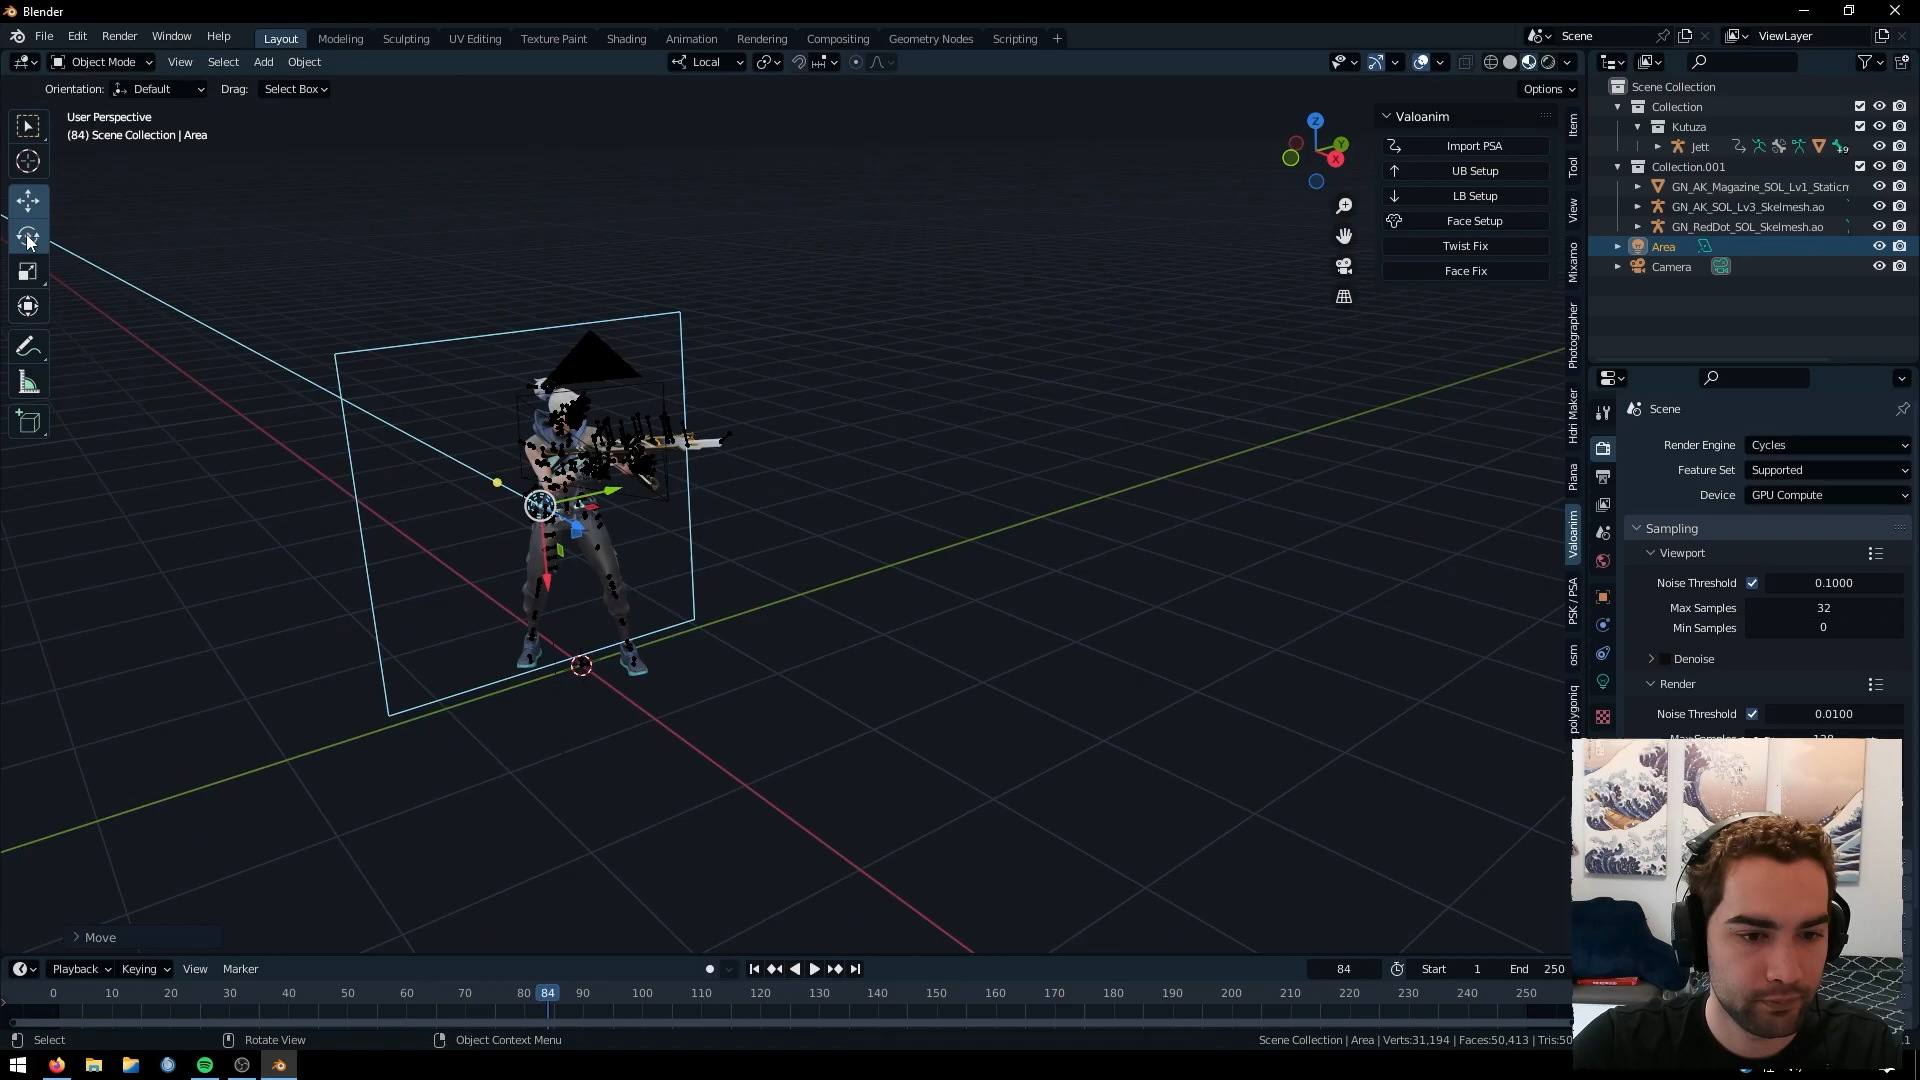 Blender
File Edit Render Window Help
Layout Modeling Sculpting UV Editing Texture Paint Shading Animation Rendering Compositing Geometry Nodes Scripting +
Scene
ViewLayer
Object Mode View Select Add Object
Local
Orientation: Default Drag: Select Box
Options
User Perspective
(84) Scene Collection | Area
Z
Y
X
Valoanim
Import PSA
UB Setup
LB Setup
Face Setup
Twist Fix
Face Fix
Item
Tool
View
Mixamo
Photographer
Hdri Maker
Piana
Valoanim
PSK / PSA
osm
polygoniq
Scene Collection
Collection
Kutuza
Jett
+9
Collection.001
GN_AK_Magazine_SOL_Lv1_Staticm
GN_AK_SOL_Lv3_Skelmesh.ao
GN_RedDot_SOL_Skelmesh.ao
Area
Camera
Scene
Render Engine Cycles
Feature Set Supported
Device GPU Compute
Sampling
Viewport
Noise Threshold 0.1000
Max Samples 32
Min Samples 0
Denoise
Render
Noise Threshold 0.0100
Move
Playback Keying View Marker
84
Start 1 End 250
0 10 20 30 40 50 60 70 80 84 90 100 110 120 130 140 150 160 170 180 190 200 210 220 230 240 250
Select
Rotate View
Object Context Menu
Scene Collection | Area | Verts:31,194 | Faces:50,413 | Tris:50